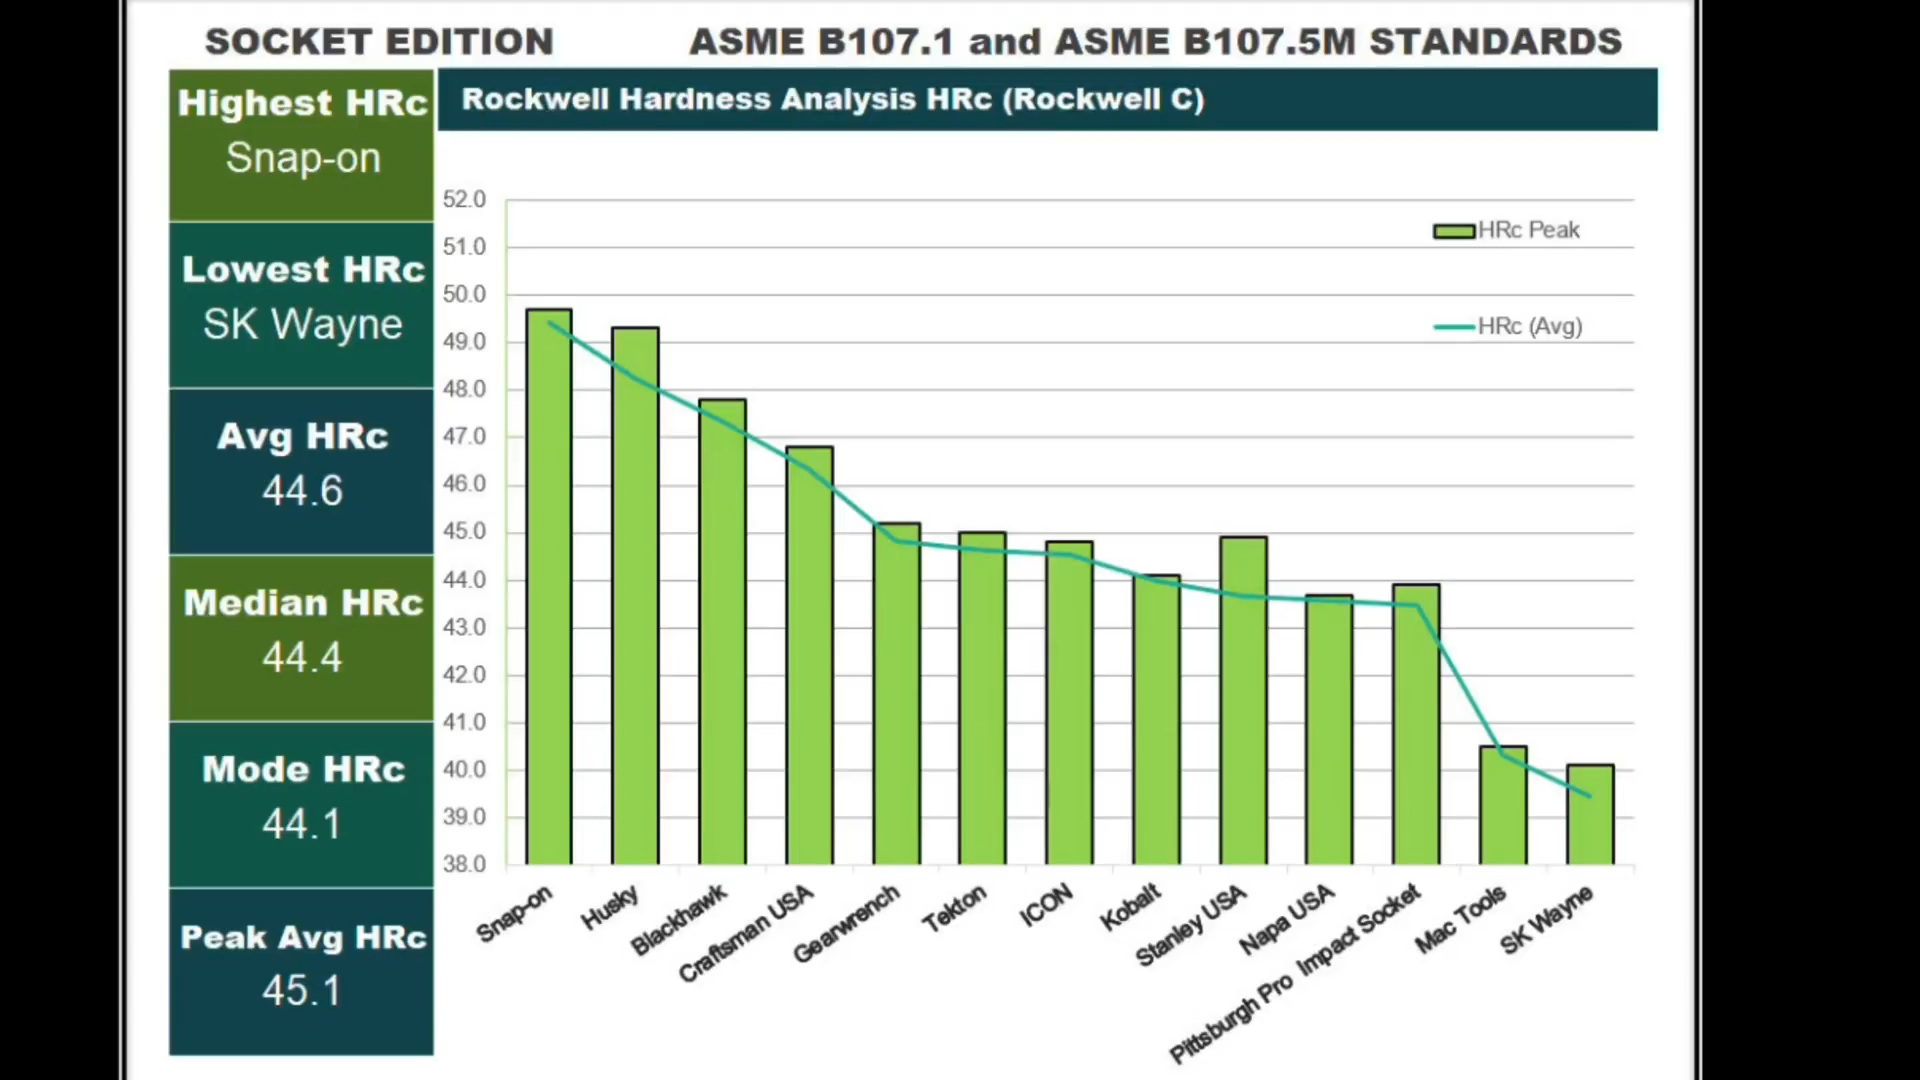 SOCKET EDITION
ASME B107.1 and ASME B107.5M STANDARDS
Highest HRc
Snap-on
Lowest HRc
SK Wayne
Avg HRc
44.6
Median HRc
44.4
Mode HRc
44.1
Peak Avg HRc
45.1
Rockwell Hardness Analysis HRc (Rockwell C)
52.0
51.0
50.0
49.0
48.0
47.0
46.0
45.0
44.0
43.0
42.0
41.0
40.0
39.0
38.0
HRc Peak
HRc (Avg)
Snap-on
Husky
Blackhawk
Craftsman USA
Gearwrench
Tekton
ICON
Kobalt
Stanley USA
Napa USA
Pittsburgh Pro Impact Socket
Mac Tools
SK Wayne